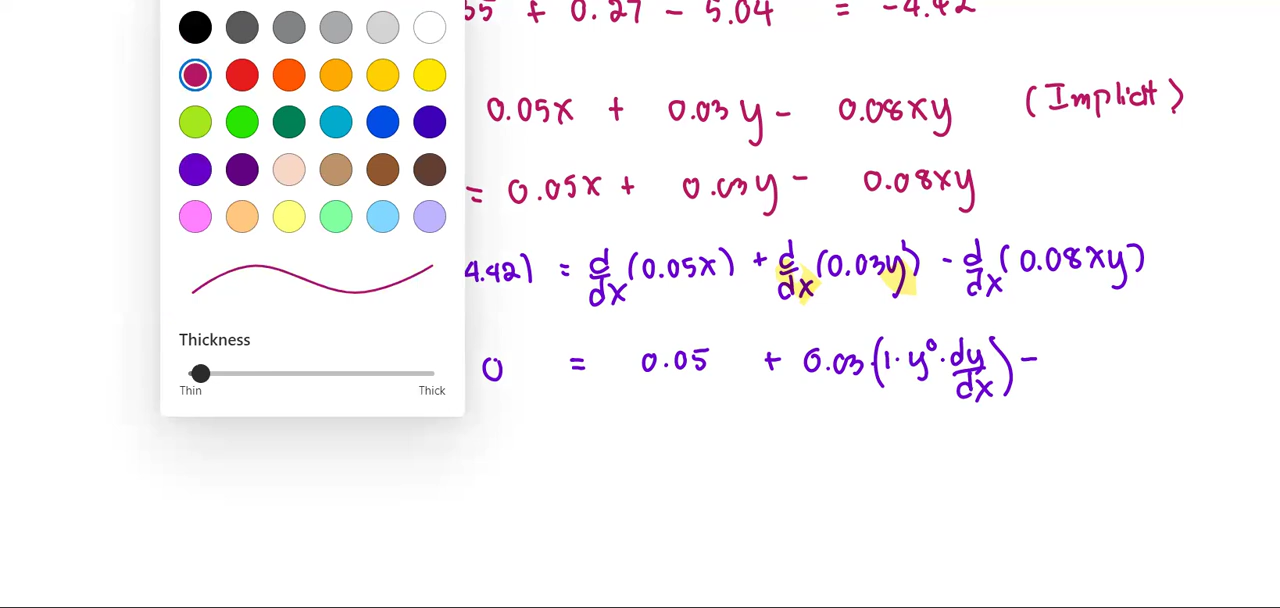 55 + 0.27 - 5.04 = -4.42
0.05x + 0.03y - 0.08xy (Implicit)
= 0.05x + 0.03y - 0.08xy
4.42) = d/dx (0.05x) + d/dx (0.03y) - d/dx (0.08xy)
Thickness
0 = 0.05 + 0.03 (1·y⁰·dy/dx) -
Thin Thick